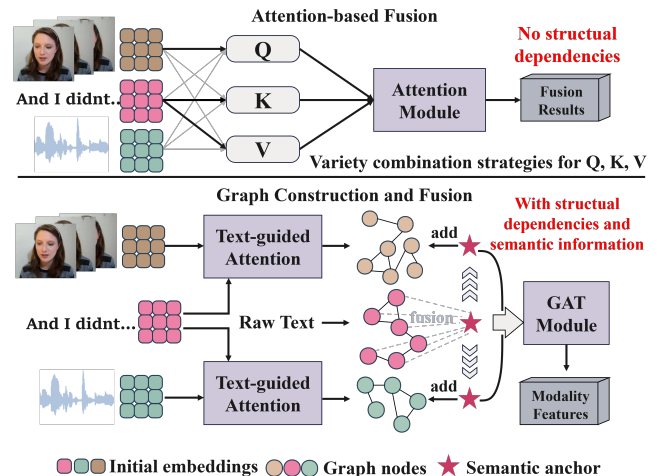 Attention-based Fusion
Q
K
V
And I didnt..
Attention
Module
No structual
dependencies
Fusion
Results
Variety combination strategies for Q, K, V
Graph Construction and Fusion
With structual
dependencies and
semantic information
Text-guided
Attention
add
And I didnt...
Raw Text
fusion
GAT
Module
Text-guided
Attention
add
Modality
Features
Initial embeddings
Graph nodes
Semantic anchor